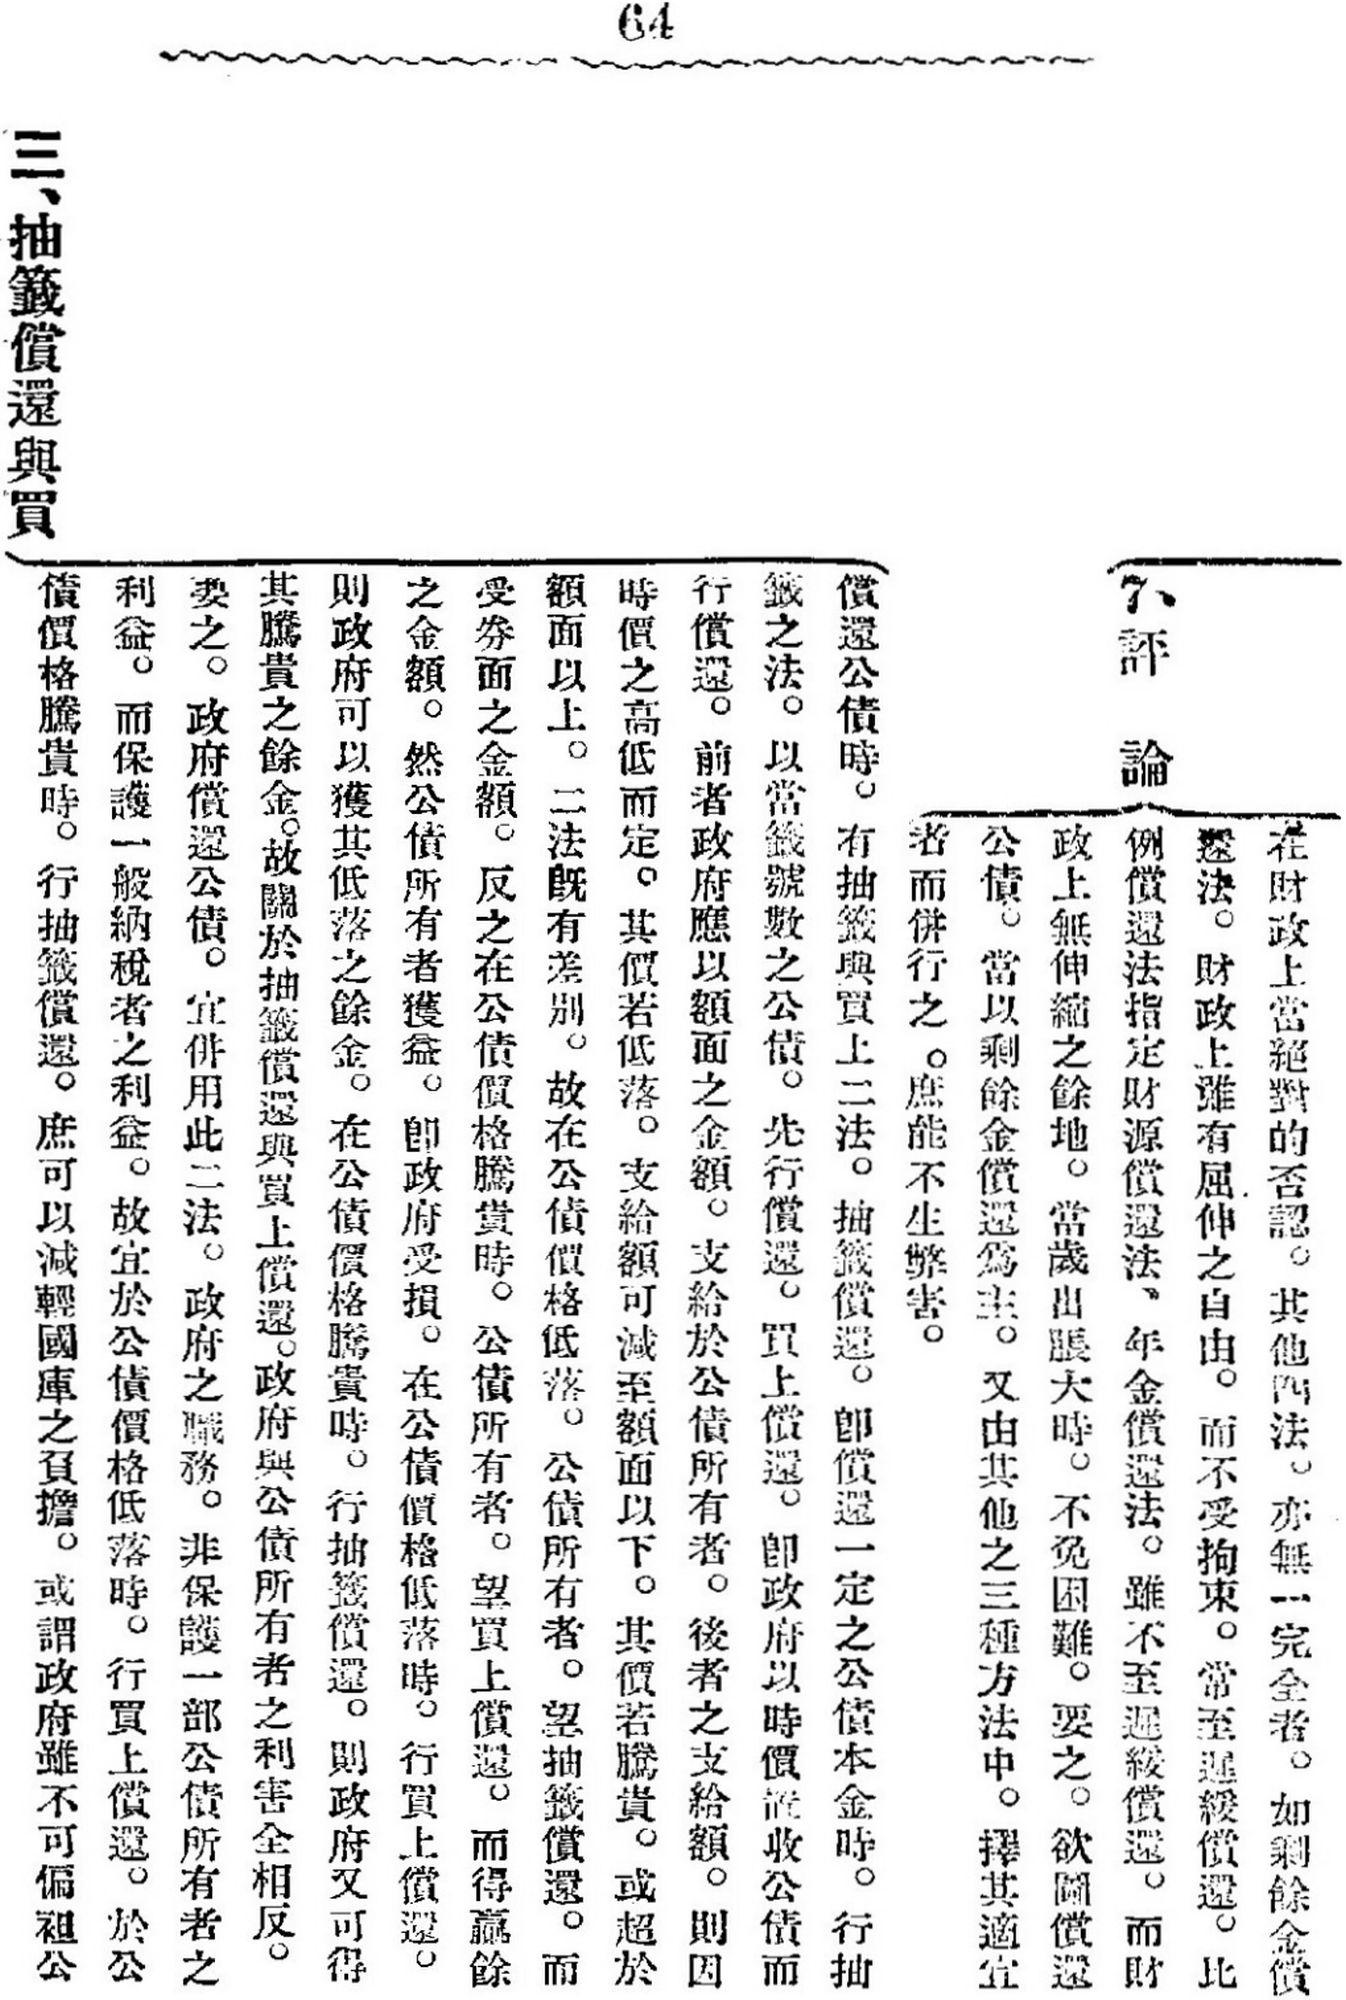 64
7、評 論
在財政上當絕對的否認。其他四法。亦無一完全者。如剩餘金償
還法。財政上雖有屈伸之自由。而不受拘束。常至遲緩償還。比
例償還法指定財源償還法、年金償還法。雖不至遲緩償還。而財
政上無伸縮之餘地。當歲出脹大時。不免困難。要之。欲圖償還
公債。當以剩餘金償還爲主。又由其他之三種方法中。擇其適宜
者而併行之。庶能不生弊害。
三、抽籤償還與買
償還公債時。有抽籤與買上二法。抽籤償還。卽償還一定之公債本金時。行抽
籤之法。以當籤號數之公債。先行償還。買上償還。卽政府以時價 收公債而
行償還。前者政府應以額面之金額。支給於公債所有者。後者之支給額。則因
時價之高低而定。其價若低落。支給額可減至額面以下。其價若騰貴。或超於
額面以上。二法旣有差別。故在公債價格低落。公債所有者。望抽籤償還。而
受券面之金額。反之在公債價格騰貴時。公債所有者。望買上償還。而得贏餘
之金額。然公債所有者獲益。卽政府受損。在公債價格低落時。行買上償還。
則政府可以獲其低落之餘金。在公債價格騰貴時。行抽籤償還。則政府又可得
其騰貴之餘金。故關於抽籤償還與買上償還。政府與公債所有者之利害全相反。
要之。政府償還公債。宜併用此二法。政府之職務。非保護一部公債所有者之
利益。而保護一般納稅者之利益。故宜於公債價格低落時。行買上償還。於公
債價格騰貴時。行抽籤償還。庶可以減輕國庫之負擔。或謂政府雖不可偏袒公